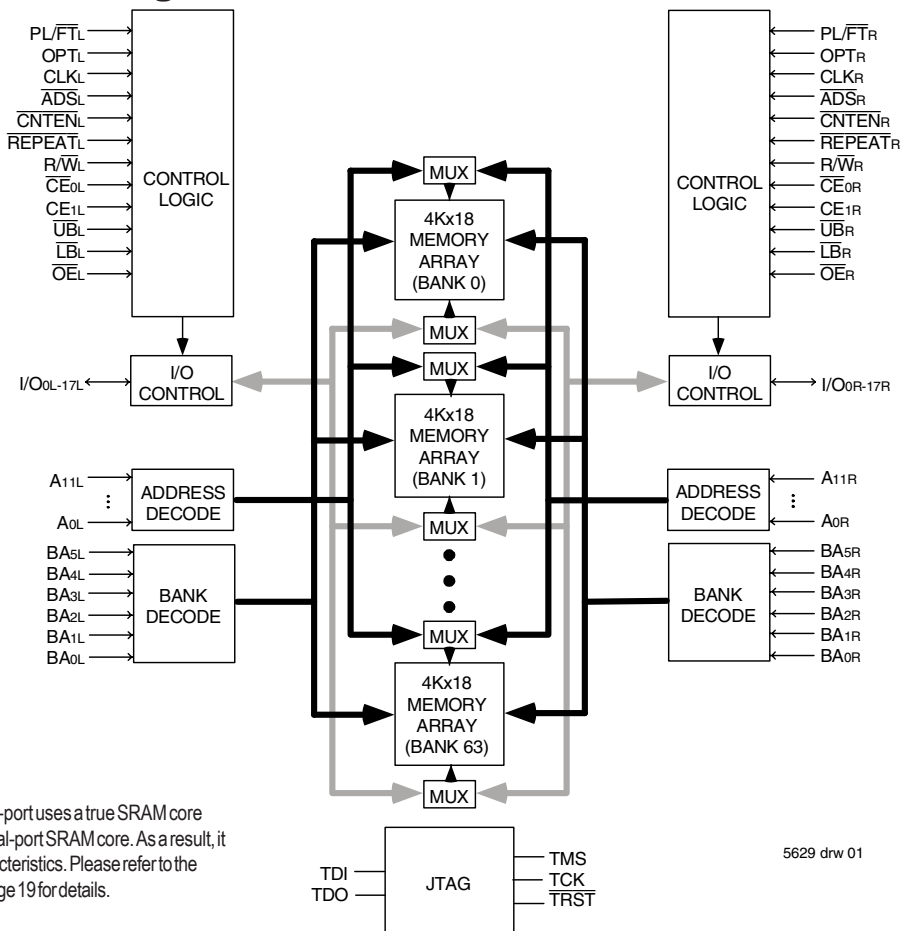 PL/FTL
OPTL
CLKL
ADSL
CNTENL
REPEATL
R/WL
CE0L
CE1L
UBL
LBL
OEL
CONTROL
LOGIC
I/O0L-17L
I/O
CONTROL
A11L
A0L
ADDRESS
DECODE
BA5L
BA4L
BA3L
BA2L
BA1L
BA0L
BANK
DECODE
MUX
4Kx18
MEMORY
ARRAY
(BANK 0)
MUX
MUX
4Kx18
MEMORY
ARRAY
(BANK 1)
MUX
MUX
4Kx18
MEMORY
ARRAY
(BANK 63)
MUX
CONTROL
LOGIC
PL/FTR
OPTR
CLKR
ADSR
CNTENR
REPEATR
R/WR
CE0R
CE1R
UBR
LBR
OER
I/O
CONTROL
I/O0R-17R
ADDRESS
DECODE
A11R
A0R
BANK
DECODE
BA5R
BA4R
BA3R
BA2R
BA1R
BA0R
-port uses a true SRAM core
al-port SRAM core. As a result, it
cteristics. Please refer to the
ge 19 for details.
TDI
TDO
JTAG
TMS
TCK
TRST
5629 drw 01